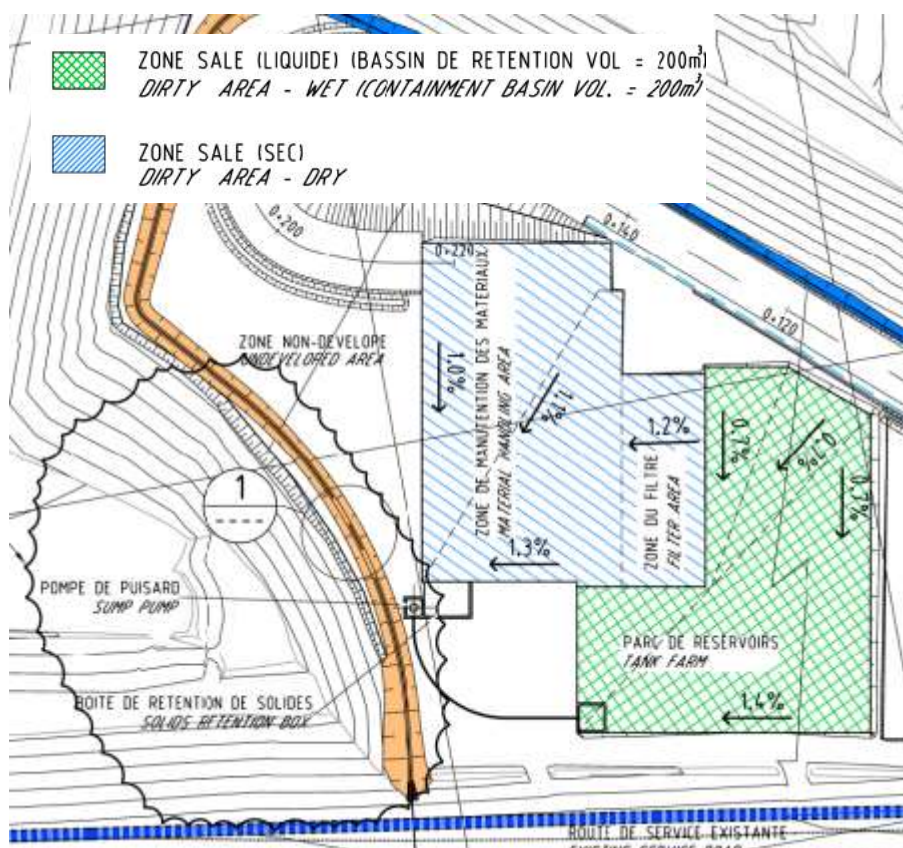 ZONE SALE (LIQUIDE) (BASSIN DE RETENTION VOL = 200m³)
DIRTY AREA - WET (CONTAINMENT BASIN VOL. = 200m³)
ZONE SALE (SEC)
DIRTY AREA - DRY
0+200
0+220
0+140
0+120
ZONE NON-DEVELOPE
UNDEVELOPED AREA
1.0%
ZONE DE MANUTENTION DES MATERIAUX
MATERIAL HANDLING AREA
1.1%
1.2%
0.7%
0.7%
0.7%
ZONE DU FILTRE
FILTER AREA
1
----
1.3%
POMPE DE PUISARD
SUMP PUMP
PARC DE RESERVOIRS
TANK FARM
BOITE DE RETENTION DE SOLIDES
SOLIDS RETENTION BOX
1.4%
ROUTE DE SERVICE EXISTANTE
EXISTING SERVICE ROAD